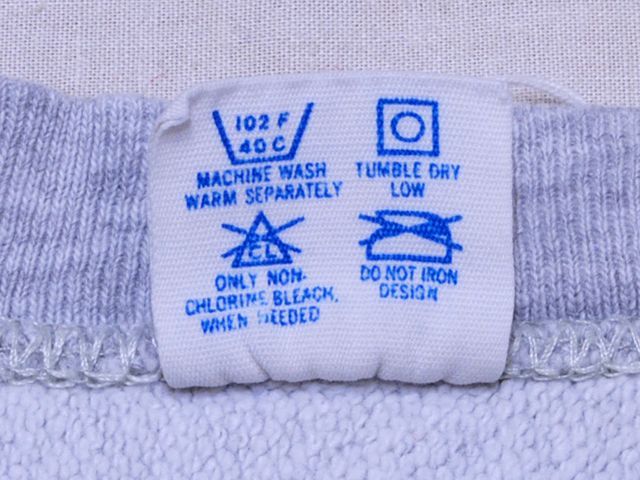 102 F
40 C
MACHINE WASH
WARM SEPARATELY
TUMBLE DRY
LOW
CL
ONLY NON-
CHLORINE BLEACH,
WHEN NEEDED
DO NOT IRON
DESIGN